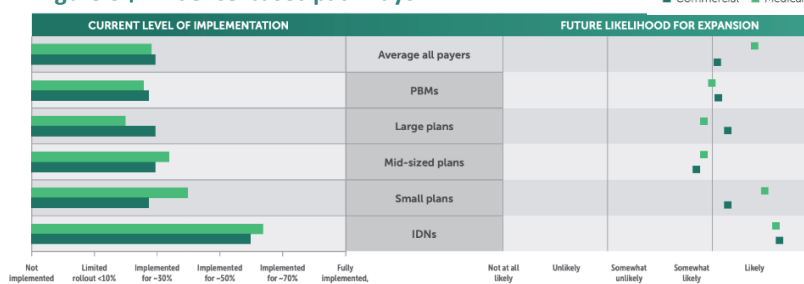 CURRENT LEVEL OF IMPLEMENTATION
FUTURE LIKELIHOOD FOR EXPANSION
Average all payers
PBMs
Large plans
Mid-sized plans
Small plans
IDNs
Not
implemented
Limited
rollout <10%
Implemented
for ~30%
Implemented
for ~50%
Implemented
for ~70%
Fully
implemented,
Not at all
likely
Unlikely
Somewhat
unlikely
Somewhat
likely
Likely